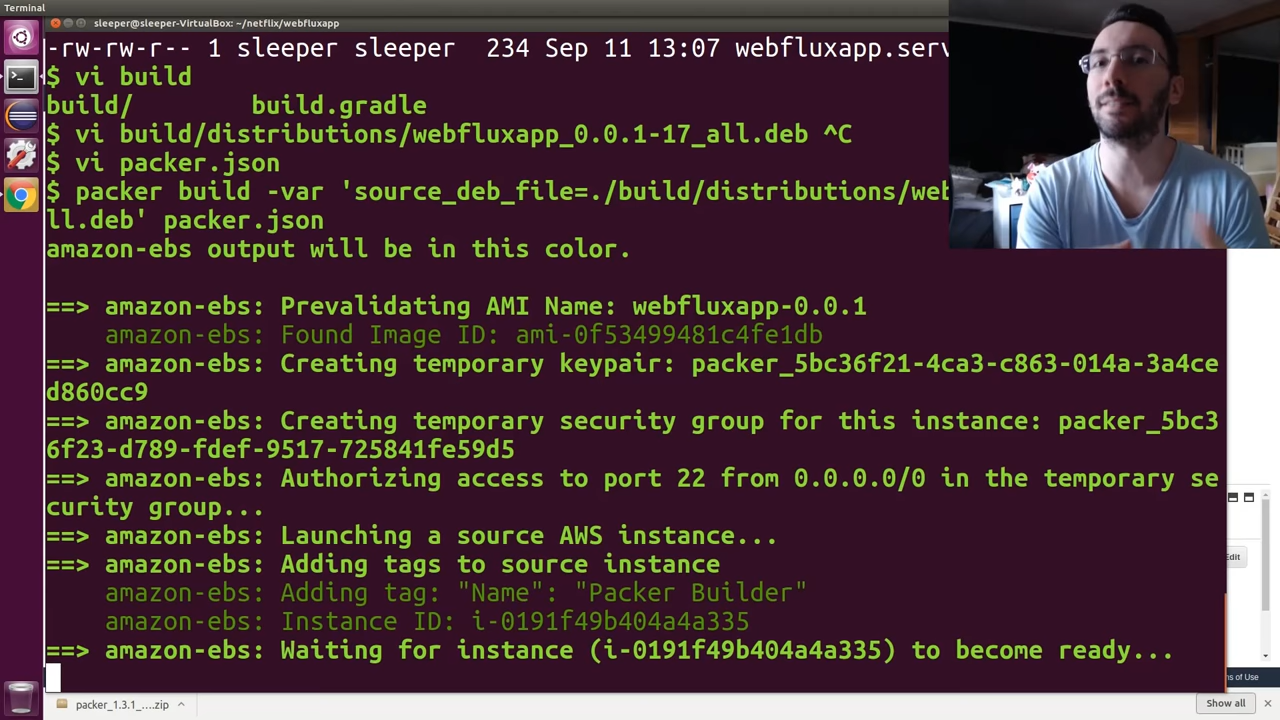 Terminal
sleeper@sleeper-VirtualBox: ~/netflix/webfluxapp
-rw-rw-r-- 1 sleeper sleeper  234 Sep 11 13:07 webfluxapp.serv
$ vi build
build/        build.gradle
$ vi build/distributions/webfluxapp_0.0.1-17_all.deb ^C
$ vi packer.json
$ packer build -var 'source_deb_file=./build/distributions/web
ll.deb' packer.json
amazon-ebs output will be in this color.
==> amazon-ebs: Prevalidating AMI Name: webfluxapp-0.0.1
amazon-ebs: Found Image ID: ami-0f53499481c4fe1db
==> amazon-ebs: Creating temporary keypair: packer_5bc36f21-4ca3-c863-014a-3a4ce
d860cc9
==> amazon-ebs: Creating temporary security group for this instance: packer_5bc3
6f23-d789-fdef-9517-725841fe59d5
==> amazon-ebs: Authorizing access to port 22 from 0.0.0.0/0 in the temporary se
curity group...
==> amazon-ebs: Launching a source AWS instance...
==> amazon-ebs: Adding tags to source instance
amazon-ebs: Adding tag: "Name": "Packer Builder"
amazon-ebs: Instance ID: i-0191f49b404a4a335
==> amazon-ebs: Waiting for instance (i-0191f49b404a4a335) to become ready...
Edit
ms of Use
packer_1.3.1_....zip
Show all